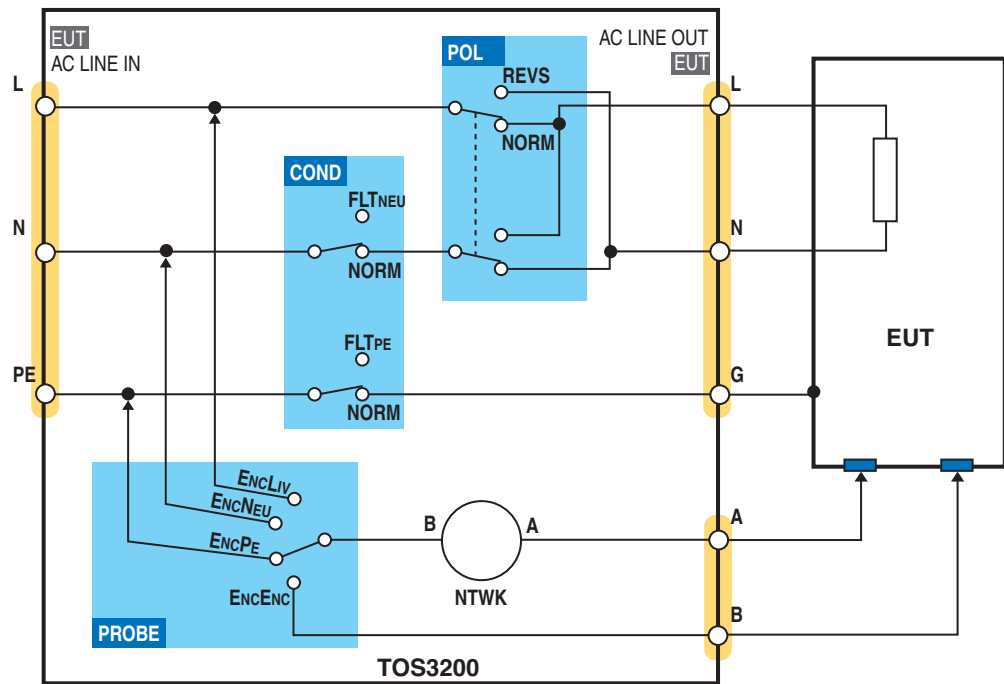 EUT
AC LINE IN
AC LINE OUT
EUT
POL
REVS
L
L
NORM
COND
FLTNEU
N
N
NORM
EUT
FLTPE
PE
G
NORM
ENCLIV
ENCNEU
ENCPE
B
A
A
ENCENC
NTWK
B
PROBE
TOS3200